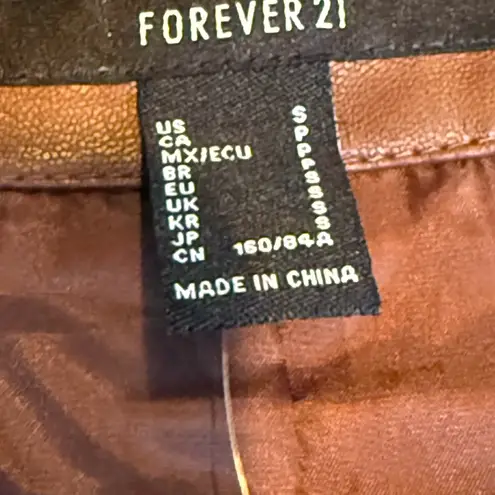 FOREVER 21
US S
CA P
MX/ECU P
BR P
EU S
UK S
KR S
JP S
CN 160/84A
MADE IN CHINA